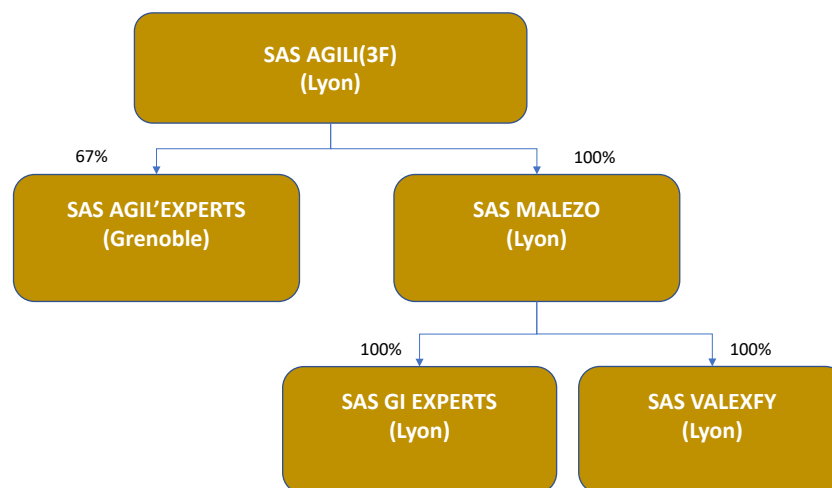 SAS AGILI(3F)
(Lyon)
67%
100%
SAS AGIL’EXPERTS
(Grenoble)
SAS MALEZO
(Lyon)
100%
100%
SAS GI EXPERTS
(Lyon)
SAS VALEXFY
(Lyon)